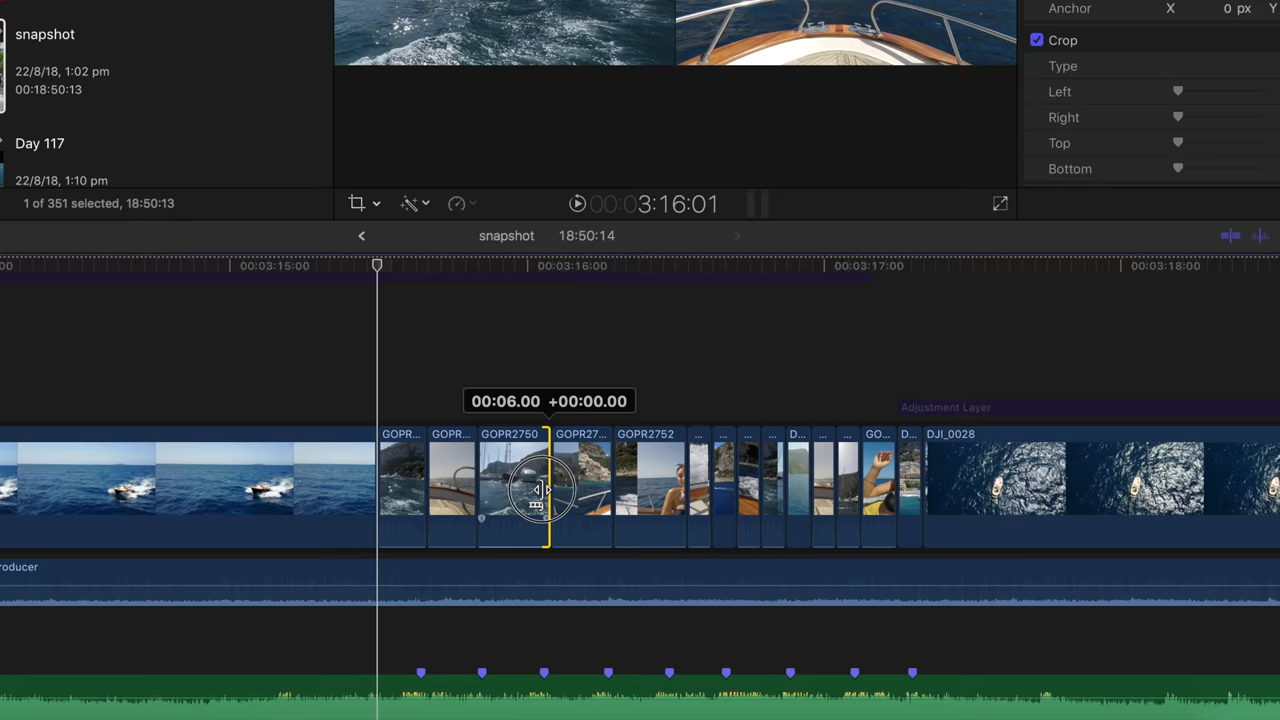 snapshot
22/8/18, 1:02 pm
00:18:50:13
Day 117
22/8/18, 1:10 pm
1 of 351 selected, 18:50:13
Anchor X 0 px Y
Crop
Type
Left
Right
Top
Bottom
00:03:16:01
snapshot 18:50:14
00 00:03:15:00 00:03:16:00 00:03:17:00 00:03:18:00
00:06.00 +00:00.00
Adjustment Layer
GOPR... GOPR... GOPR2750 GOPR27... GOPR2752 ... ... ... ... D... ... ... GO... D... DJI_0028
roducer